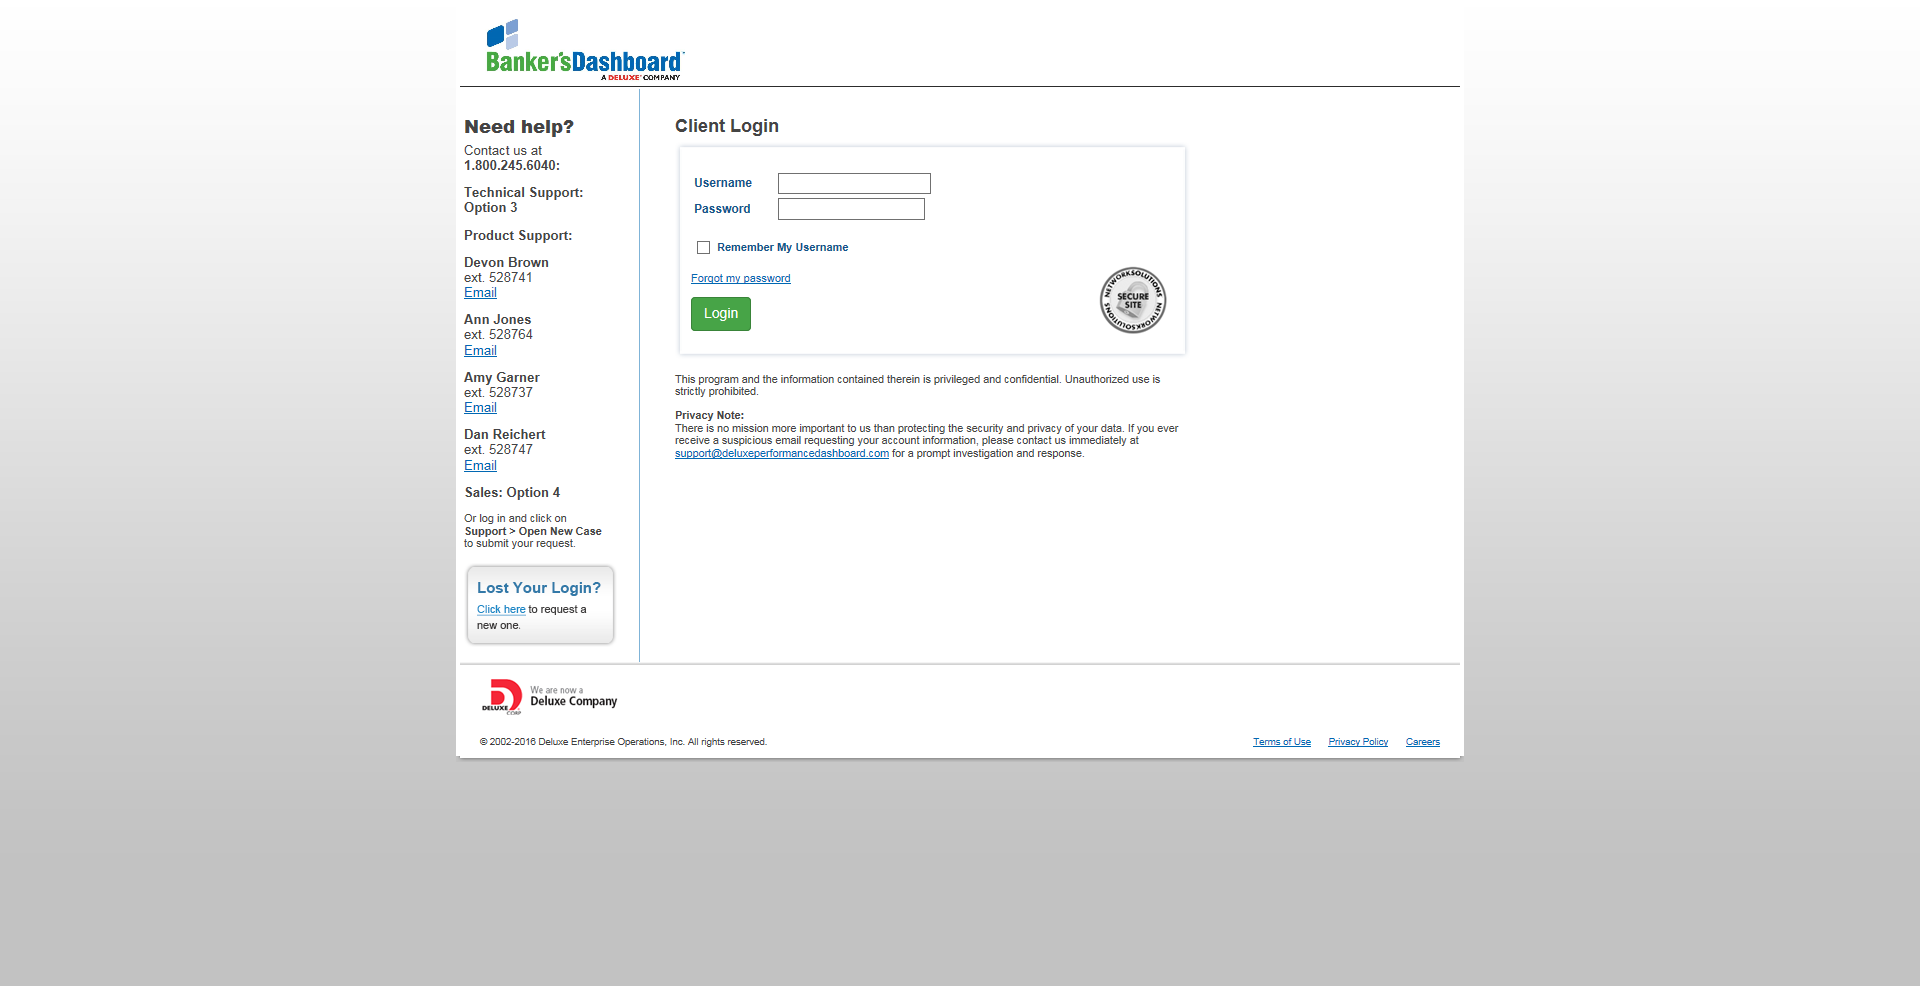 Banker'sDashboard
A DELUXE COMPANY
Need help?
Contact us at
1.800.245.6040:
Technical Support:
Option 3
Product Support:
Devon Brown
ext. 528741
Email
Ann Jones
ext. 528764
Email
Amy Garner
ext. 528737
Email
Dan Reichert
ext. 528747
Email
Sales: Option 4
Or log in and click on
Support > Open New Case
to submit your request.
Lost Your Login?
Click here to request a
new one.
Client Login
Username
Password
Remember My Username
Forgot my password
Login
NETWORKSOLUTIONS
SECURE
SITE
NETWORKSOLUTIONS
This program and the information contained therein is privileged and confidential. Unauthorized use is
strictly prohibited.
Privacy Note:
There is no mission more important to us than protecting the security and privacy of your data. If you ever
receive a suspicious email requesting your account information, please contact us immediately at
support@deluxeperformancedashboard.com for a prompt investigation and response.
DELUXE
CORP
We are now a
Deluxe Company
© 2002-2016 Deluxe Enterprise Operations, Inc. All rights reserved.
Terms of Use Privacy Policy Careers